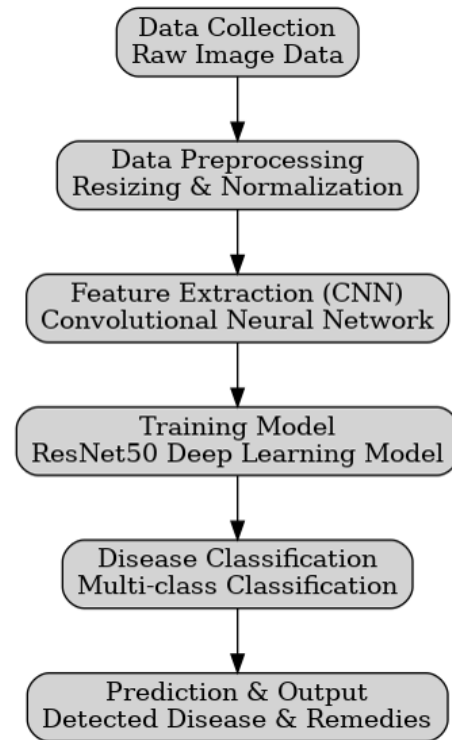 Data Collection
Raw Image Data
Data Preprocessing
Resizing & Normalization
Feature Extraction (CNN)
Convolutional Neural Network
Training Model
ResNet50 Deep Learning Model
Disease Classification
Multi-class Classification
Prediction & Output
Detected Disease & Remedies